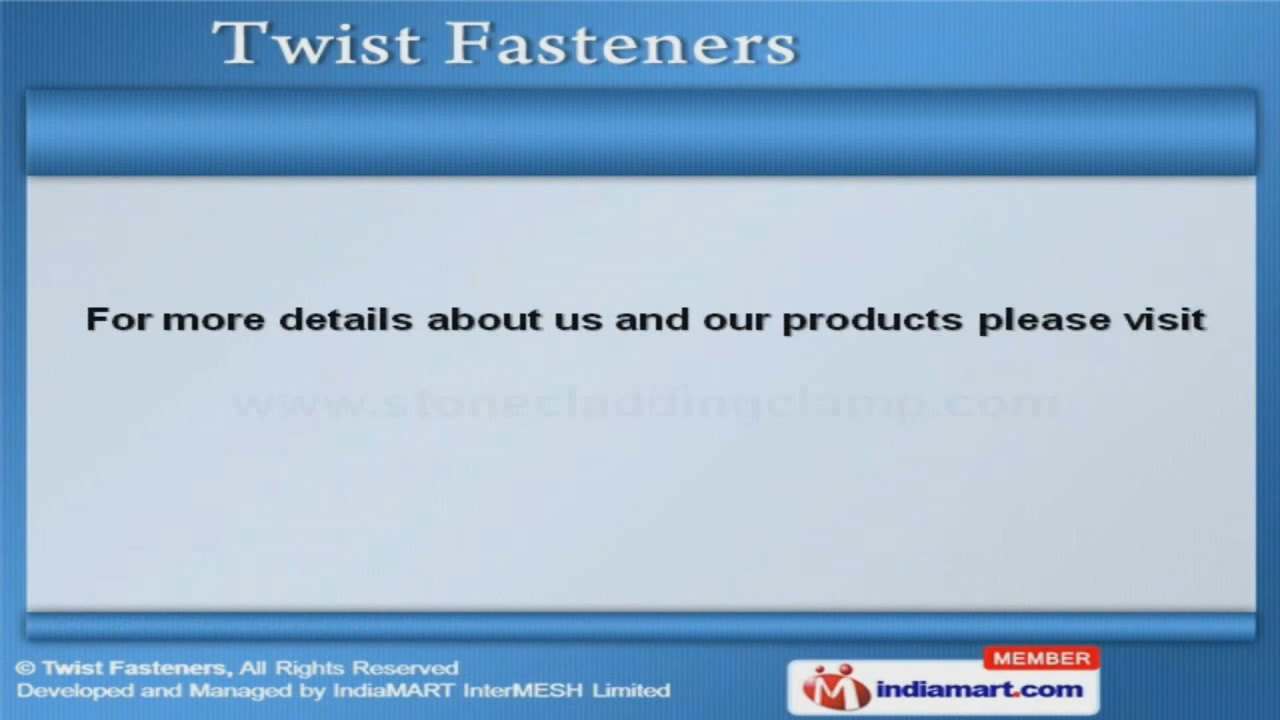 Twist Fasteners
For more details about us and our products please visit
www.stonecladdingclamp.com
© Twist Fasteners, All Rights Reserved
Developed and Managed by IndiaMART InterMESH Limited
MEMBER
indiamart.com